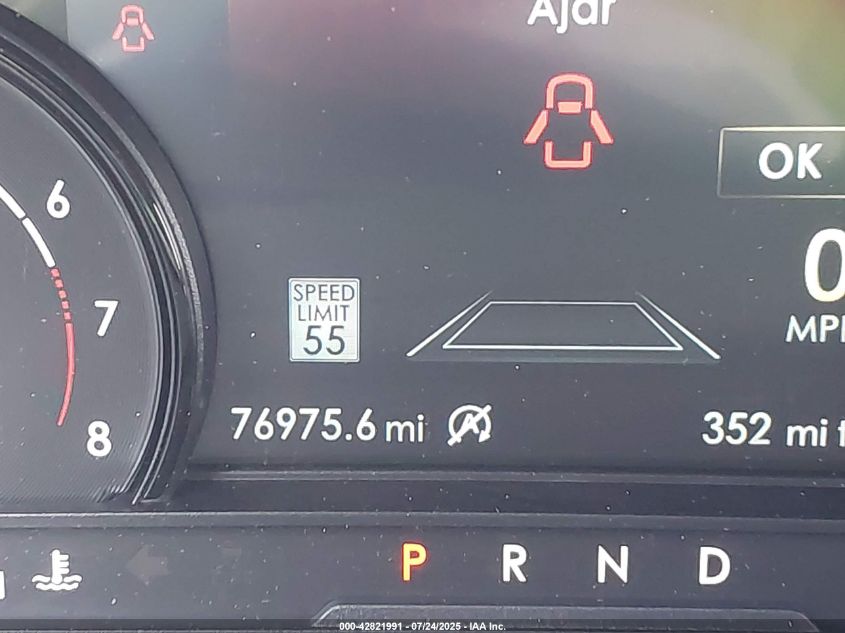 Ajar
OK
6
7
8
SPEED
LIMIT
55
0
76975.6 mi
352 mi
P R N D
000-42821991 - 07/24/2025 - IAA Inc.